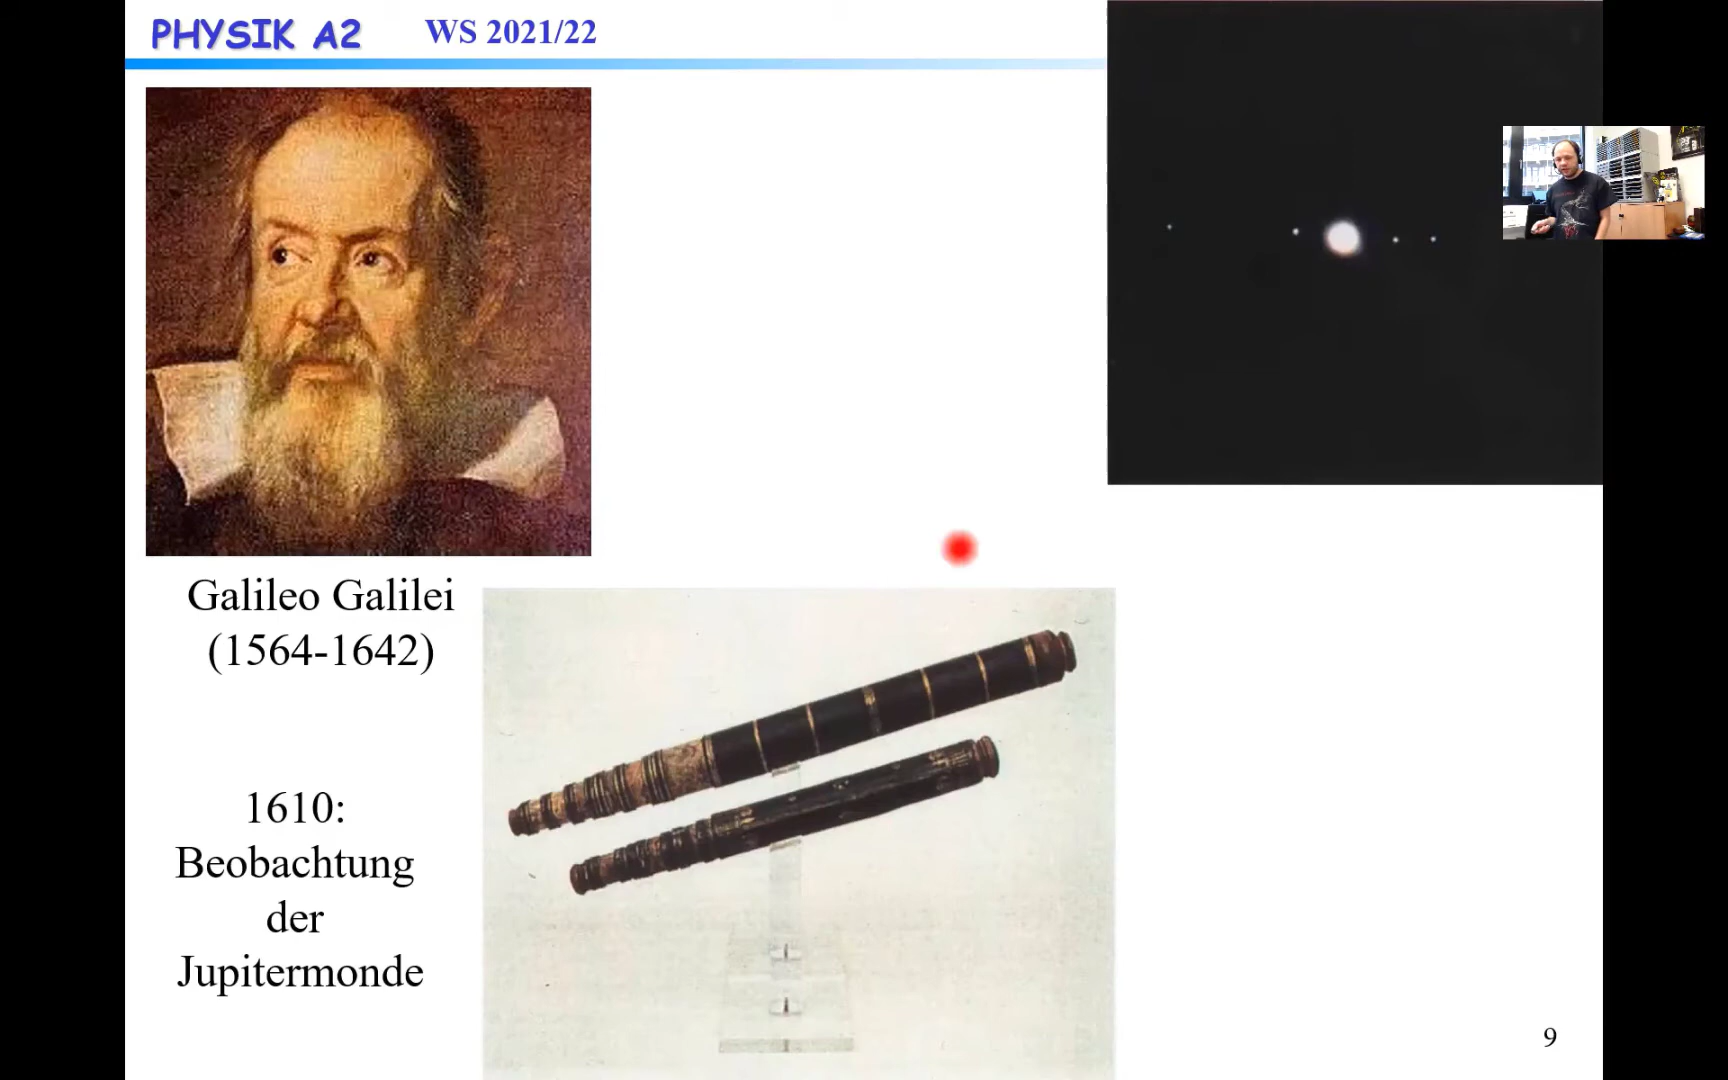 PHYSIK A2 WS 2021/22
Galileo Galilei
(1564-1642)
1610:
Beobachtung
der
Jupitermonde
9